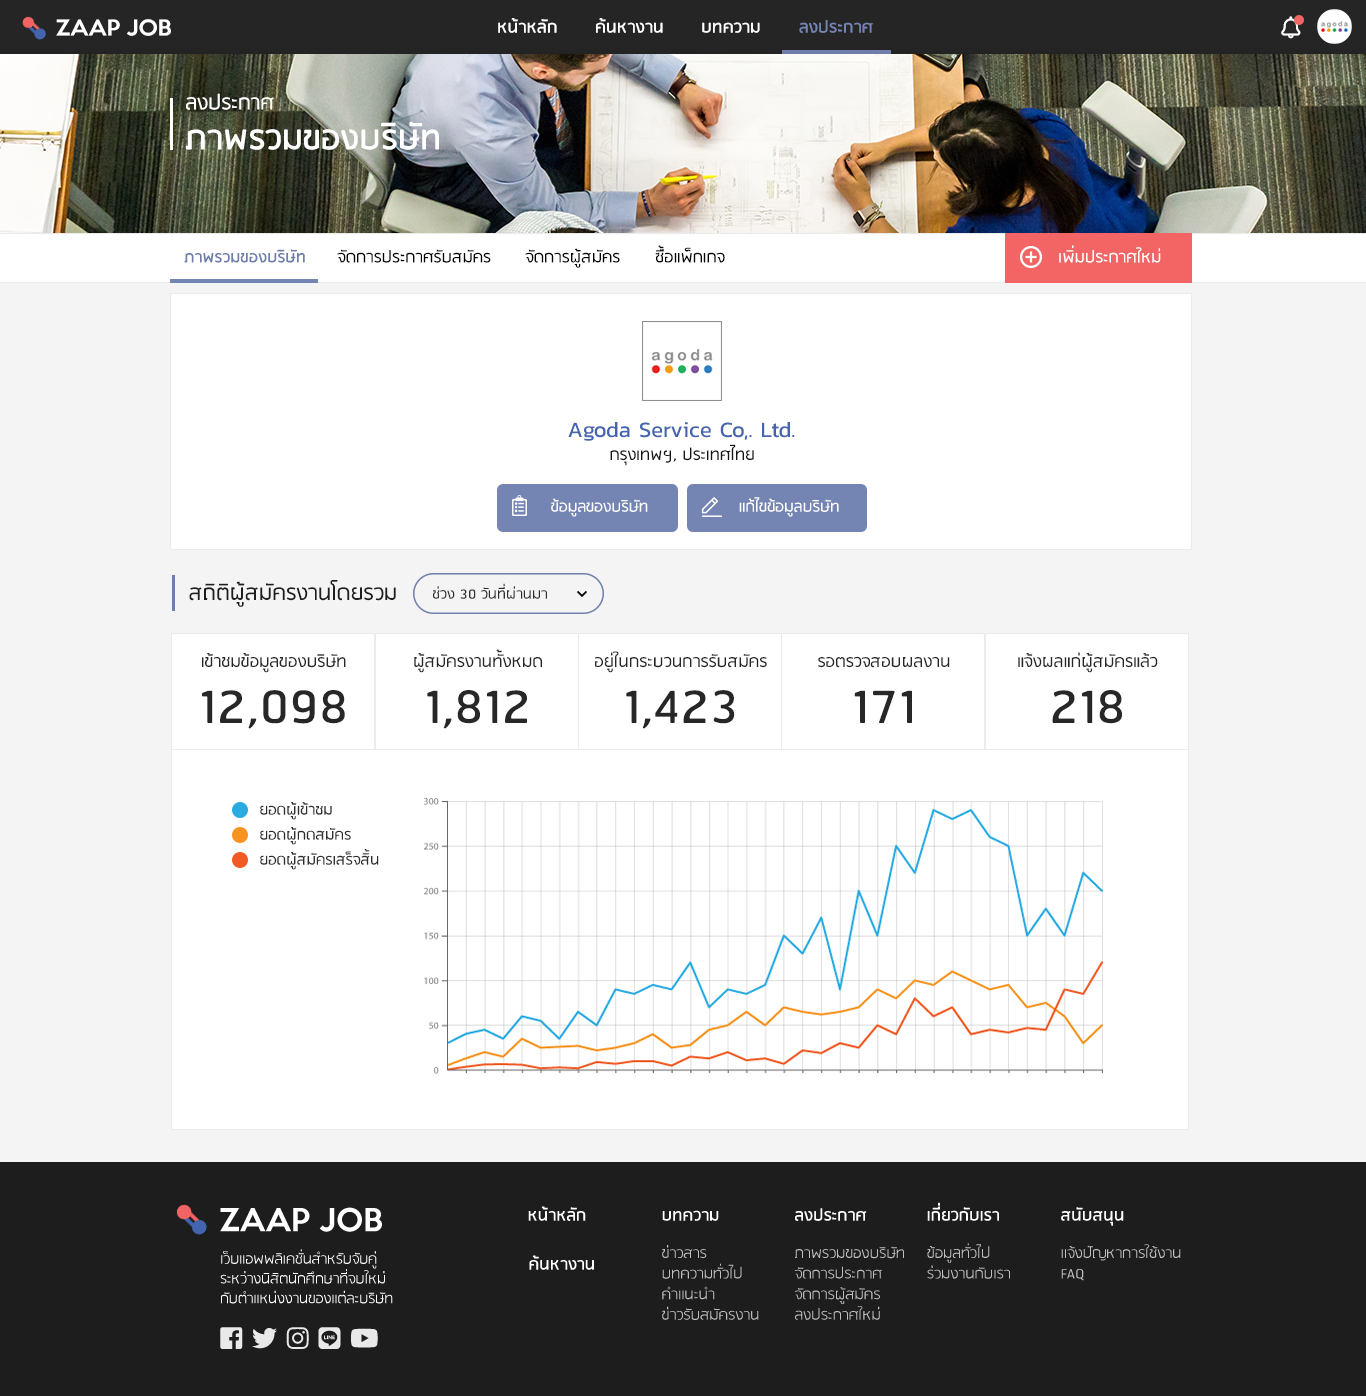 ZAAP JOB
หน้าหลัก
ค้นหางาน
บทความ
ลงประกาศ
agoda
ลงประกาศ
ภาพรวมของบริษัท
ภาพรวมของบริษัท
จัดการประกาศรับสมัคร
จัดการผู้สมัคร
ซื้อแพ็กเกจ
เพิ่มประกาศใหม่
agoda
Agoda Service Co,. Ltd.
กรุงเทพฯ, ประเทศไทย
ข้อมูลของบริษัท
แก้ไขข้อมูลบริษัท
สถิติผู้สมัครงานโดยรวม
ช่วง 30 วันที่ผ่านมา
เข้าชมข้อมูลของบริษัท
ผู้สมัครงานทั้งหมด
อยู่ในกระบวนการรับสมัคร
รอตรวจสอบผลงาน
แจ้งผลแก่ผู้สมัครแล้ว
12,098
1,812
1,423
171
218
ยอดผู้เข้าชม
ยอดผู้กดสมัคร
ยอดผู้สมัครเสร็จสิ้น
300
250
200
150
100
50
0
ZAAP JOB
เว็บแอพพลิเคชั่นสำหรับจับคู่
ระหว่างนิสิตนักศึกษาที่จบใหม่
กับตำแหน่งงานของแต่ละบริษัท
LINE
หน้าหลัก
ค้นหางาน
บทความ
ข่าวสาร
บทความทั่วไป
คำแนะนำ
ข่าวรับสมัครงาน
ลงประกาศ
ภาพรวมของบริษัท
จัดการประกาศ
จัดการผู้สมัคร
ลงประกาศใหม่
เกี่ยวกับเรา
ข้อมูลทั่วไป
ร่วมงานกับเรา
สนับสนุน
แจ้งปัญหาการใช้งาน
FAQ